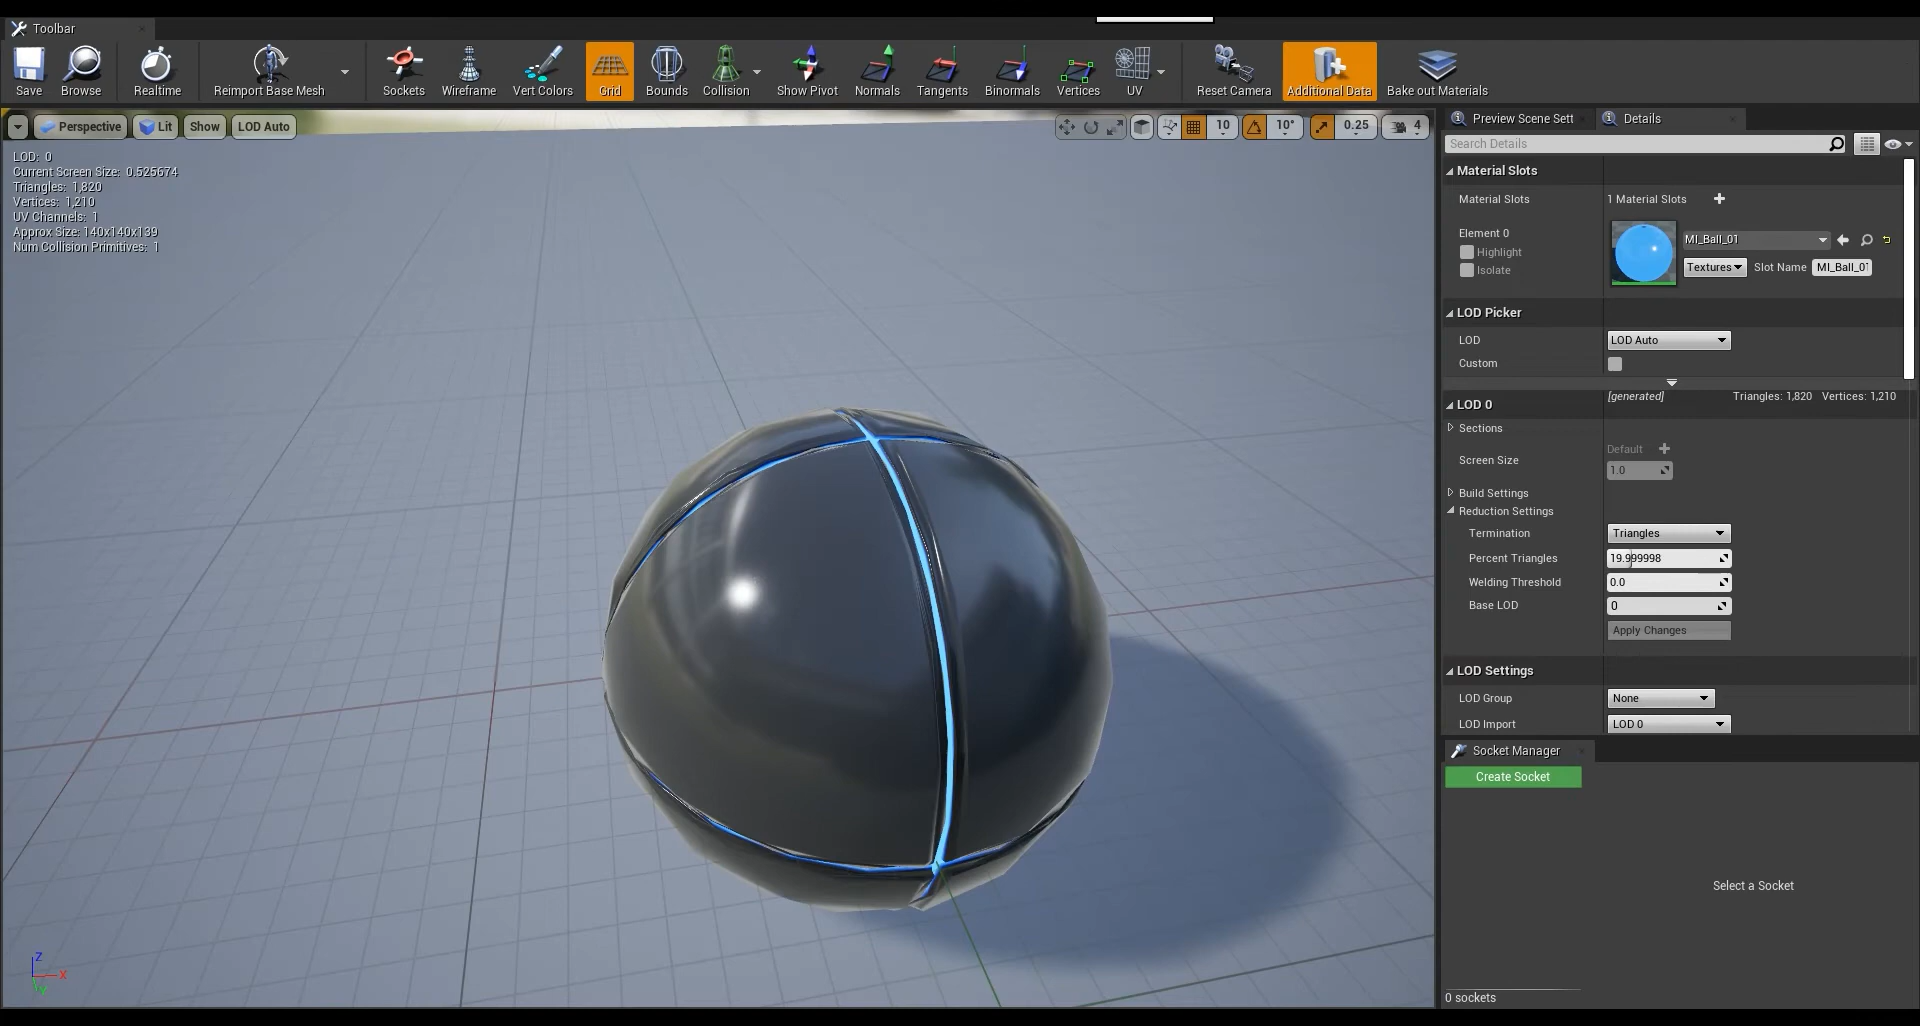 Toolbar
Save
Browse
Realtime
Reimport Base Mesh
Sockets
Wireframe
Vert Colors
Grid
Bounds
Collision
Show Pivot
Normals
Tangents
Binormals
Vertices
UV
Reset Camera
Additional Data
Bake out Materials
Perspective
Lit
Show
LOD Auto
10
10°
0.25
4
LOD: 0
Current Screen Size: 0.525674
Triangles: 1,820
Vertices: 1,210
UV Channels: 1
Approx Size: 140x140x139
Num Collision Primitives: 1
Z
X
Y
Preview Scene Sett
Details
Search Details
Material Slots
Material Slots
1 Material Slots
Element 0
Highlight
Isolate
MI_Ball_01
Textures
Slot Name
MI_Ball_01
LOD Picker
LOD
LOD Auto
Custom
LOD 0
[generated]
Triangles: 1,820 Vertices: 1,210
Sections
Screen Size
Default
1.0
Build Settings
Reduction Settings
Termination
Triangles
Percent Triangles
19.999998
Welding Threshold
0.0
Base LOD
0
Apply Changes
LOD Settings
LOD Group
None
LOD Import
LOD 0
Socket Manager
Create Socket
Select a Socket
0 sockets